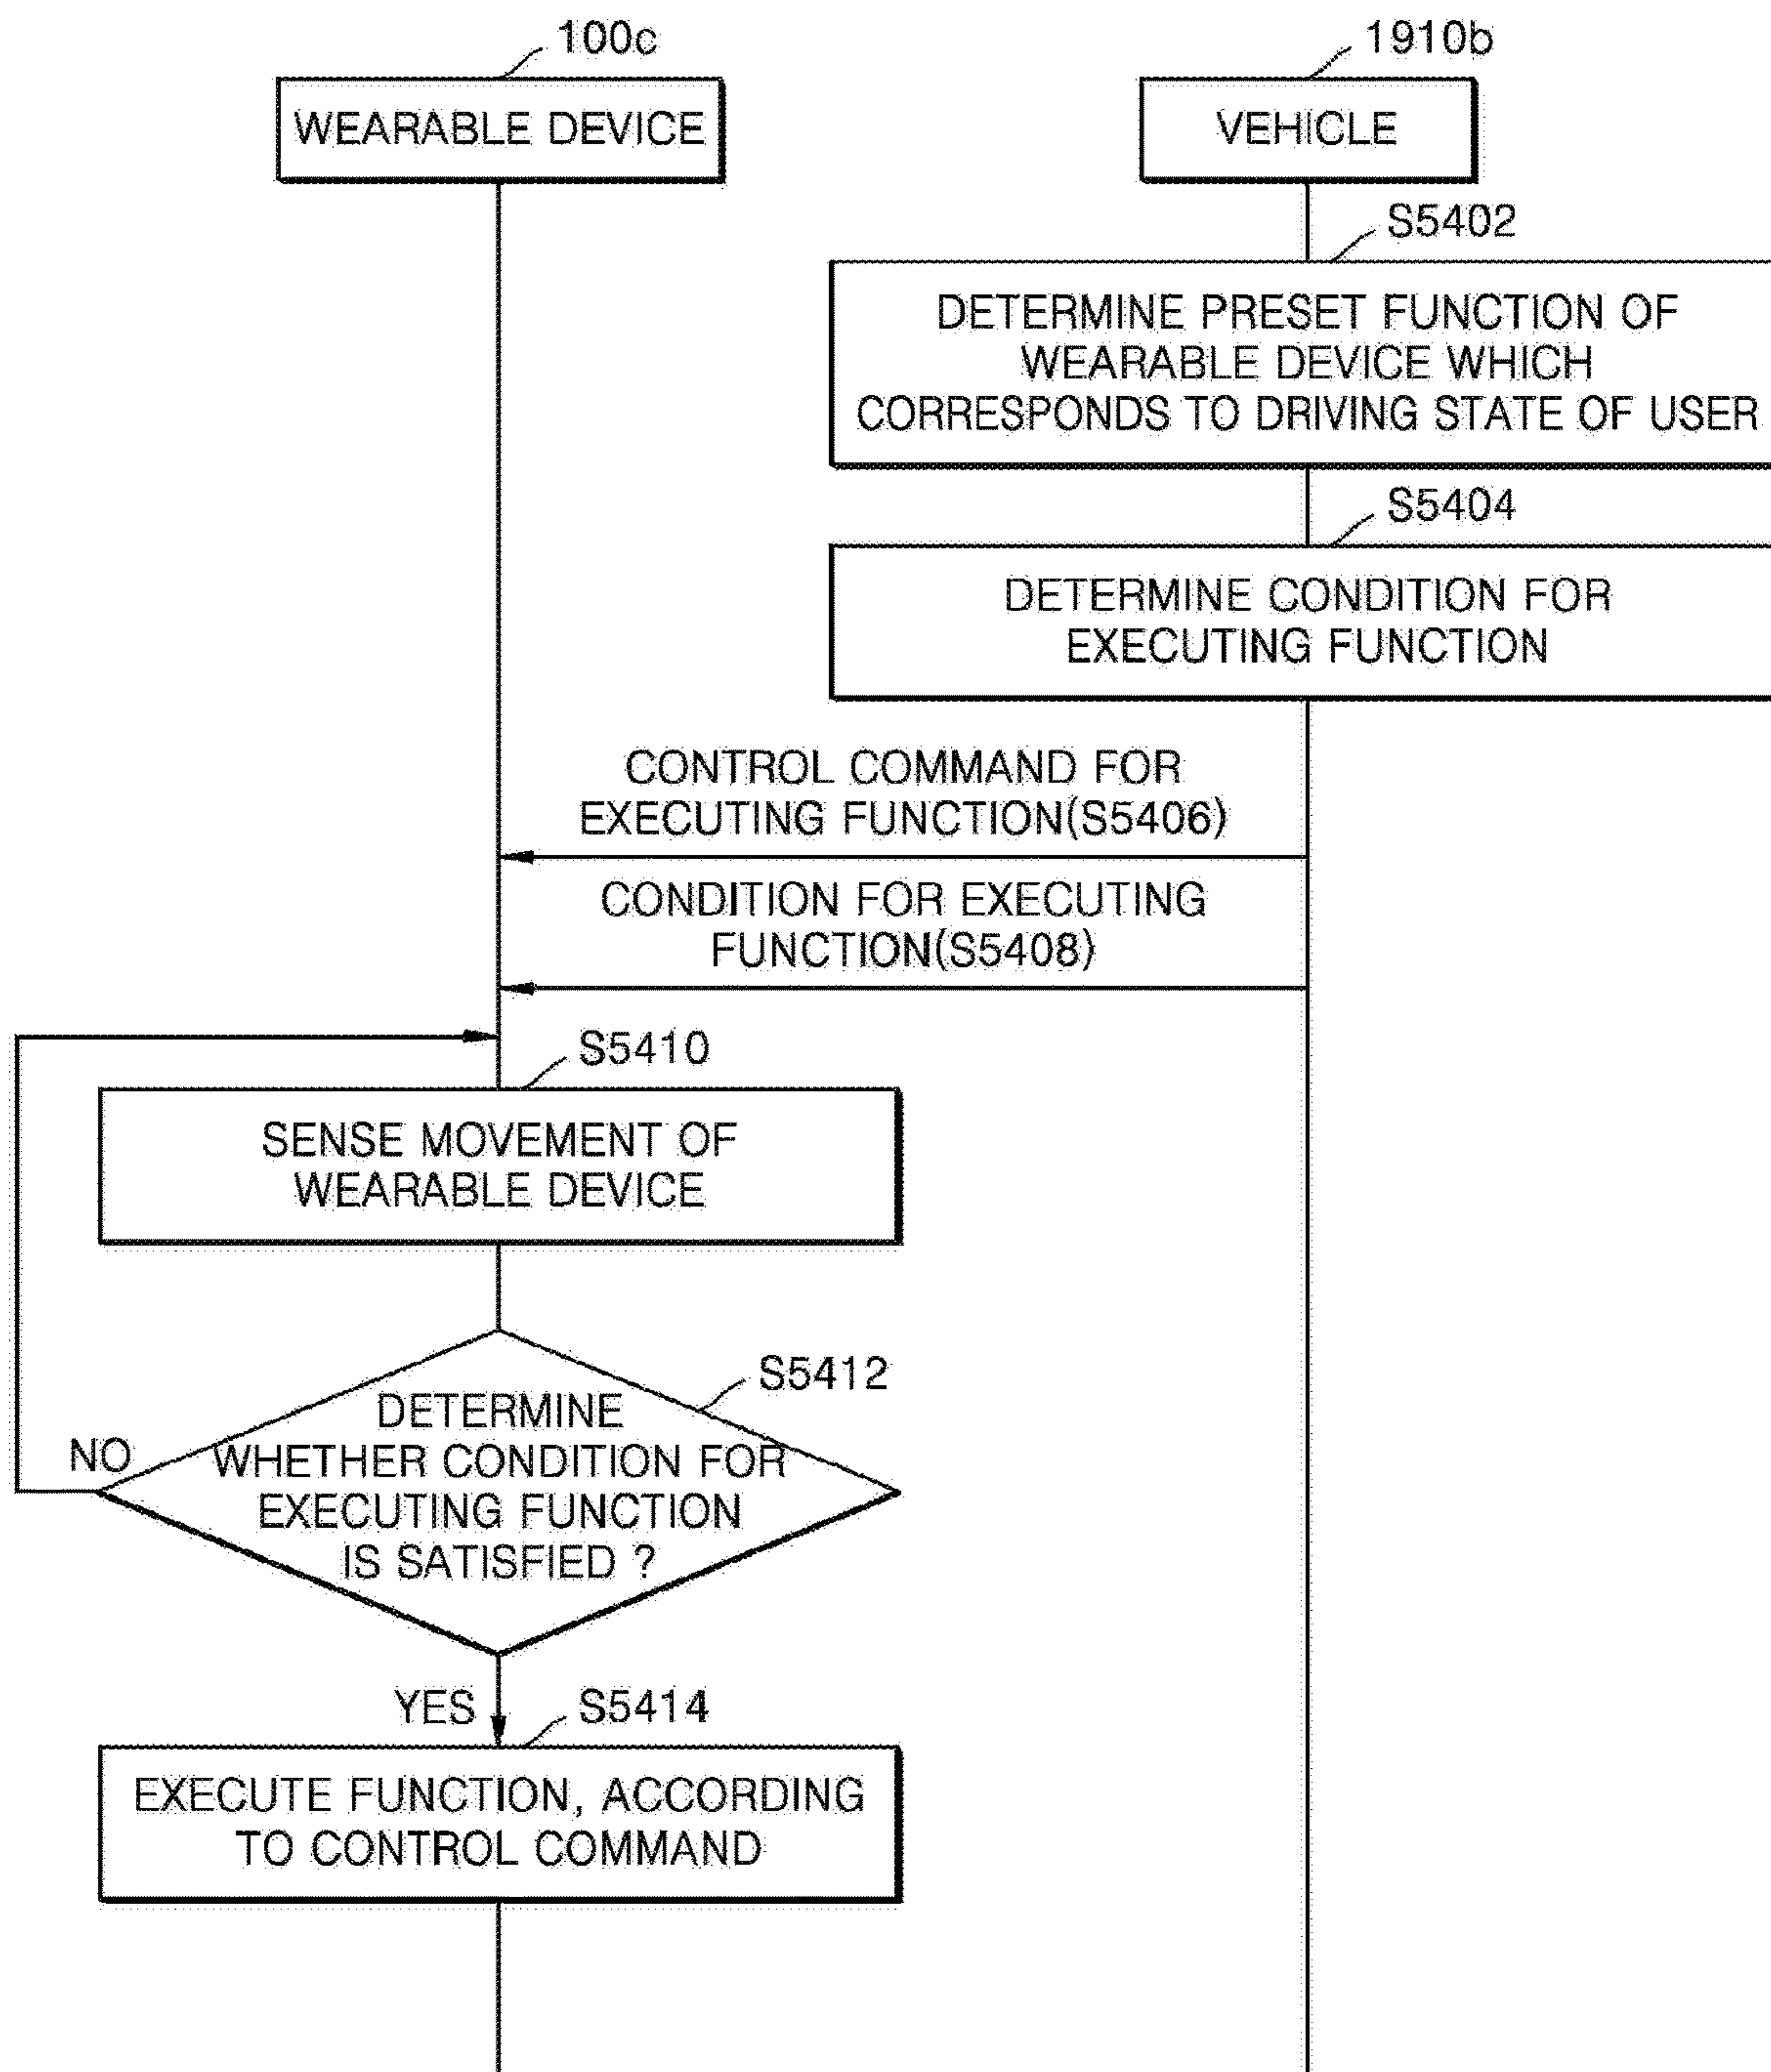 100c
1910b
WEARABLE DEVICE
VEHICLE
S5402
DETERMINE PRESET FUNCTION OF
WEARABLE DEVICE WHICH
CORRESPONDS TO DRIVING STATE OF USER
S5404
DETERMINE CONDITION FOR
EXECUTING FUNCTION
CONTROL COMMAND FOR
EXECUTING FUNCTION(S5406)
CONDITION FOR EXECUTING
FUNCTION(S5408)
S5410
SENSE MOVEMENT OF
WEARABLE DEVICE
S5412
DETERMINE
WHETHER CONDITION FOR
EXECUTING FUNCTION
IS SATISFIED ?
NO
YES
S5414
EXECUTE FUNCTION, ACCORDING
TO CONTROL COMMAND